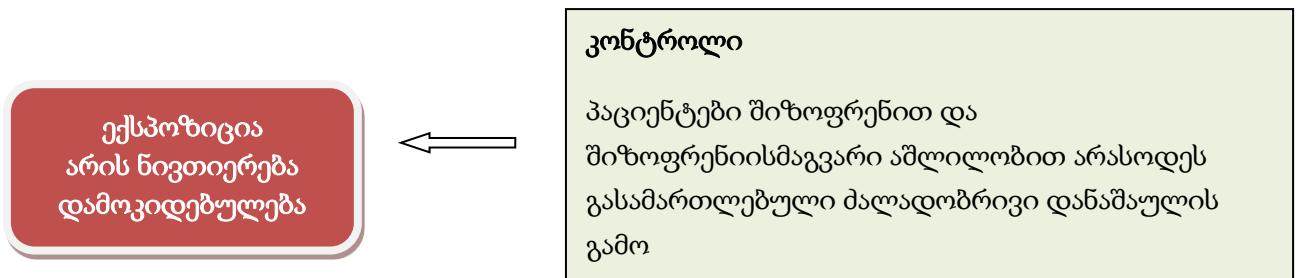 ექსპოზიცია
არის ნივთიერება
დამოკიდებულება
კონტროლი
პაციენტები შიზოფრენით და
შიზოფრენიისმაგვარი აშლილობით არასოდეს
გასამართლებული ძალადობრივი დანაშაულის
გამო